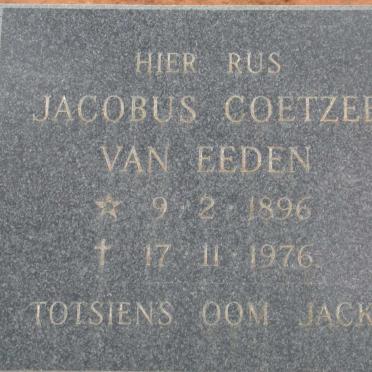 HIER RUS
JACOBUS COETZEE
VAN EEDEN
☆ 9·2·1896
† 17·11·1976
TOTSIENS OOM JACK